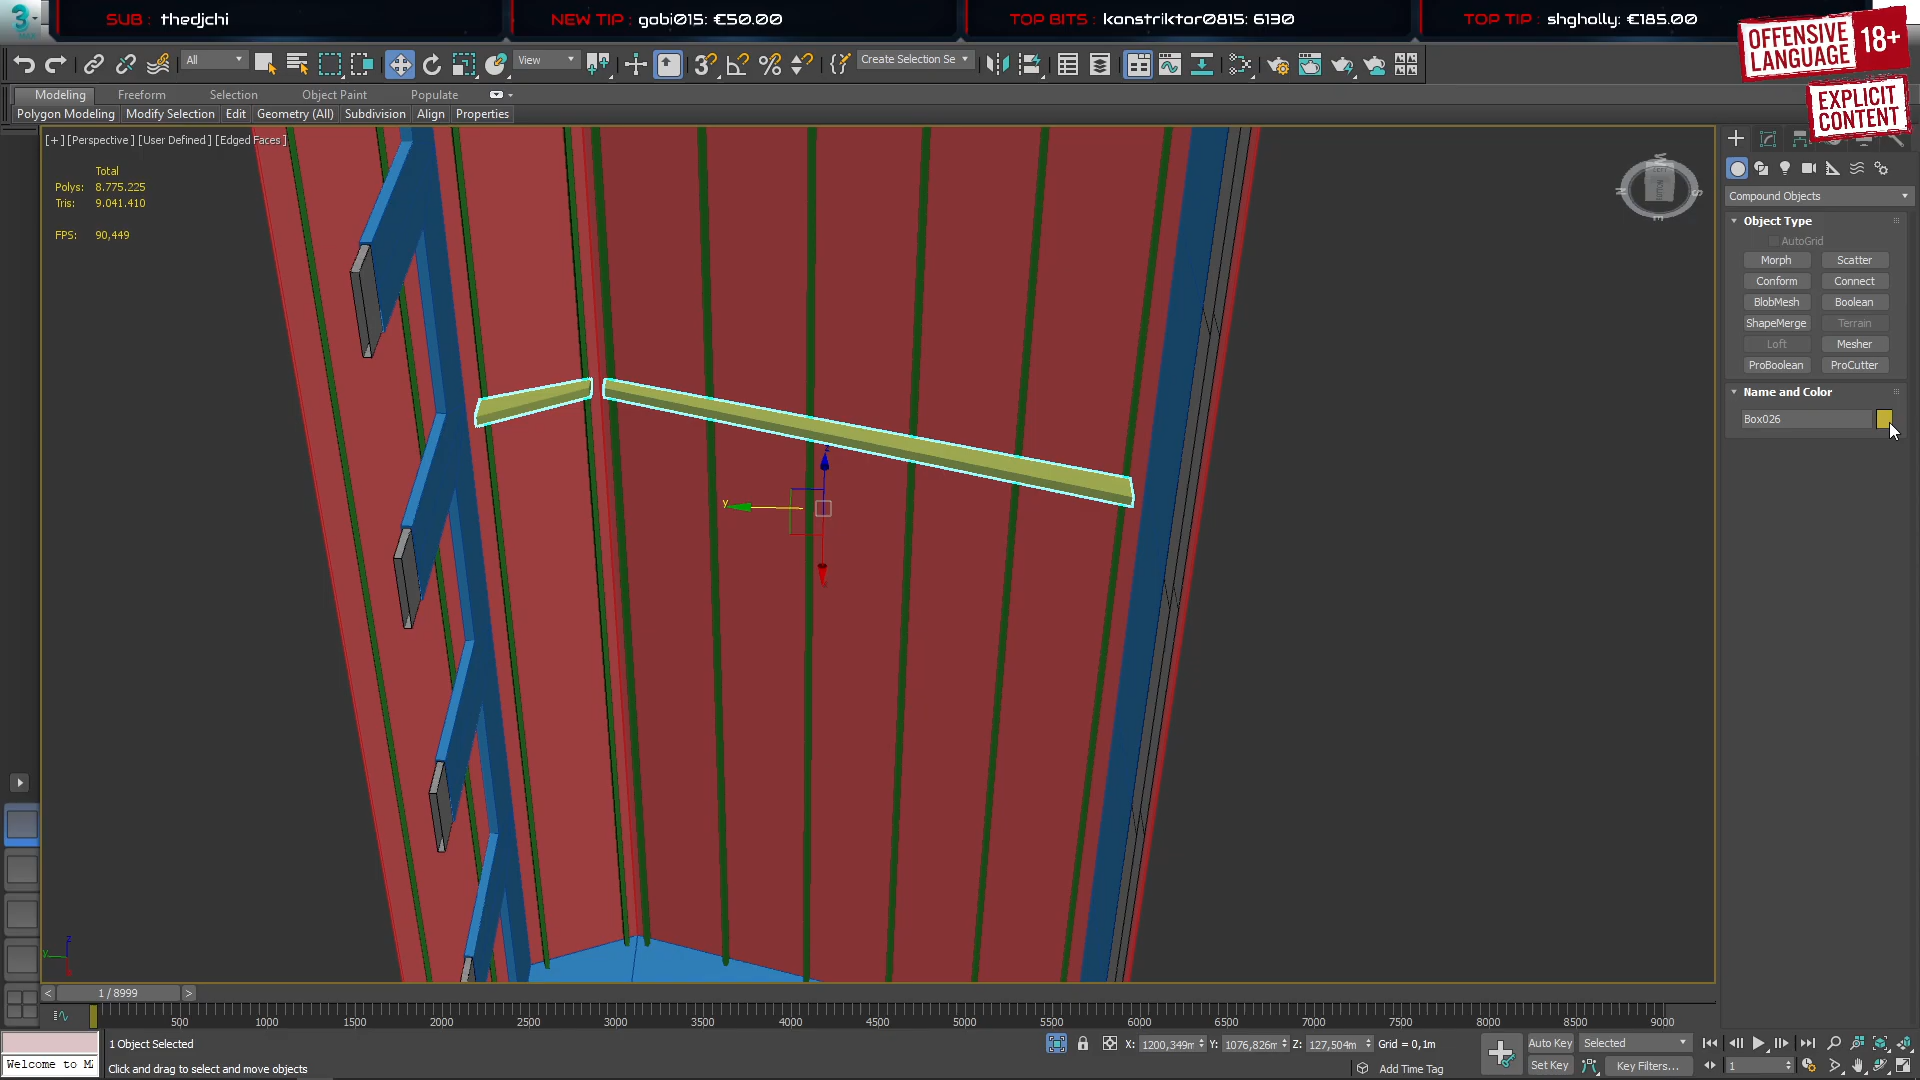 SUB : thedjchi
NEW TIP : gobi015: €50.00
TOP BITS : konstriktor0815: 6130
TOP TIP : shgholly: €185.00
OFFENSIVE LANGUAGE 18+
EXPLICIT CONTENT
All
View
Create Selection Se
Modeling Freeform Selection Object Paint Populate
Polygon Modeling Modify Selection Edit Geometry (All) Subdivision Align Properties
[+] [Perspective] [User Defined] [Edged Faces]
Total
Polys: 8.775.225
Tris: 9.041.410
FPS: 90,449
y
Compound Objects
Object Type
AutoGrid
Morph Scatter
Conform Connect
BlobMesh Boolean
ShapeMerge Terrain
Loft Mesher
ProBoolean ProCutter
Name and Color
Box026
1 / 8999
500 1000 1500 2000 2500 3000 3500 4000 4500 5000 5500 6000 6500 7000 7500 8000 8500 9000
1 Object Selected
X: 1200,349m Y: 1076,826m Z: 127,504m Grid = 0,1m
Auto Key Selected
Welcome to M
Click and drag to select and move objects
Add Time Tag
Set Key Key Filters...
1